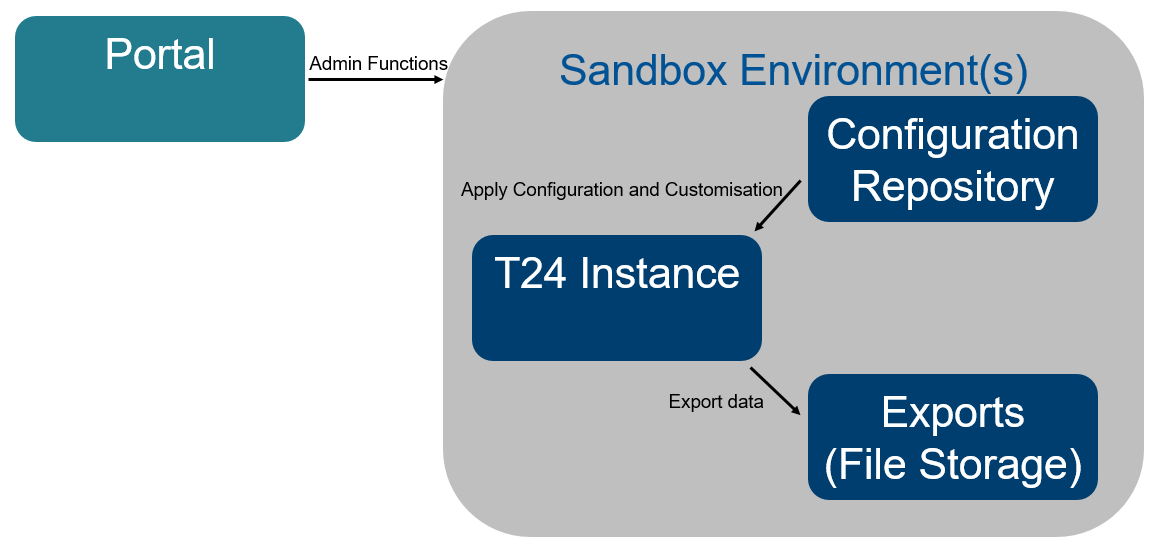 Portal
Admin Functions
Sandbox Environment(s)
Configuration
Repository
Apply Configuration and Customisation
T24 Instance
Export data
Exports
(File Storage)